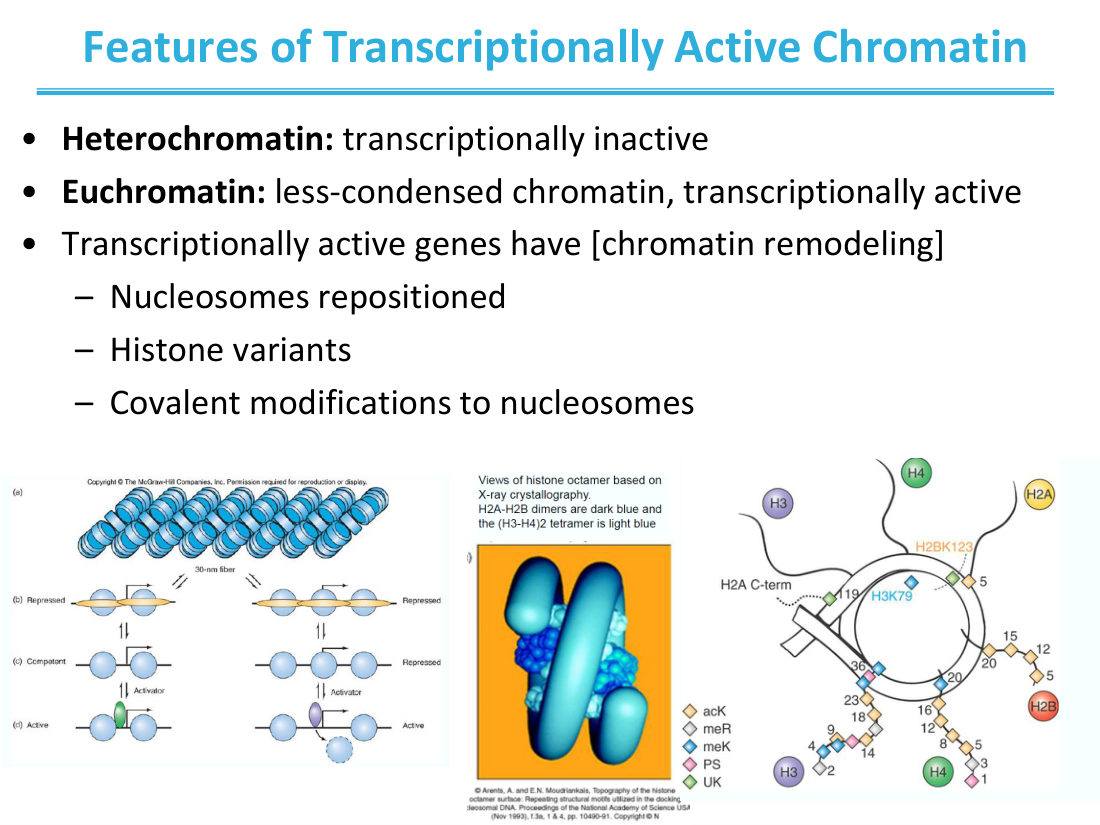 Features of Transcriptionally Active Chromatin
• Heterochromatin: transcriptionally inactive
• Euchromatin: less-condensed chromatin, transcriptionally active
• Transcriptionally active genes have [chromatin remodeling]
– Nucleosomes repositioned
– Histone variants
– Covalent modifications to nucleosomes
Copyright © The McGraw-Hill Companies, Inc. Permission required for reproduction or display.
(a)
30-nm fiber
(b) Repressed
Repressed
(c) Competent
Repressed
Activator
Activator
(d) Active
Active
Views of histone octamer based on
X-ray crystallography.
H2A-H2B dimers are dark blue and
the (H3-H4)2 tetramer is light blue
© Arents, A. and E.N. Moudriankais, Topography of the histone
octamer surface: Repeating structural motifs utilized in the docking
leosomal DNA. Proceedings of the National Academy of Science USA
(Nov 1993), f.3a, 1 & 4, pp. 10490-91. Copyright © N
H4
H3
H2A
H2BK123
5
H2A C-term
119
H3K79
15
12
20
5
36
20
H2B
23
16
18
12
acK
9
meR
4
14
8
5
meK
3
PS
2
UK
H3
H4
1